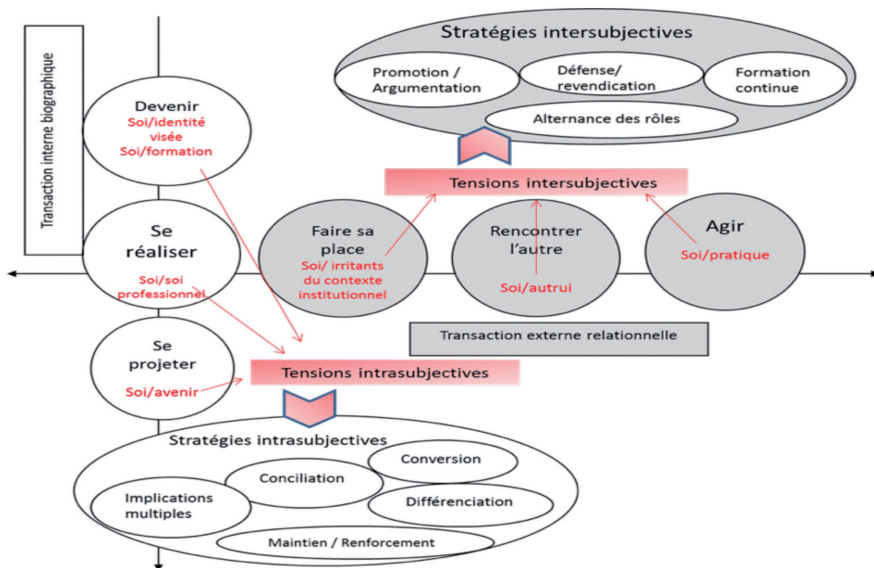 Transaction interne biographique
Devenir
Soi/identité
visée
Soi/formation
Stratégies intersubjectives
Promotion /
Argumentation
Défense/
revendication
Formation
continue
Alternance des rôles
Tensions intersubjectives
Se
réaliser
Soi/soi
professionnel
Faire sa
place
Soi/ irritants
du contexte
institutionnel
Rencontrer
l'autre
Soi/autrui
Agir
Soi/pratique
Transaction externe relationnelle
Se
projeter
Soi/avenir
Tensions intrasubjectives
Stratégies intrasubjectives
Conversion
Conciliation
Implications
multiples
Différenciation
Maintien / Renforcement